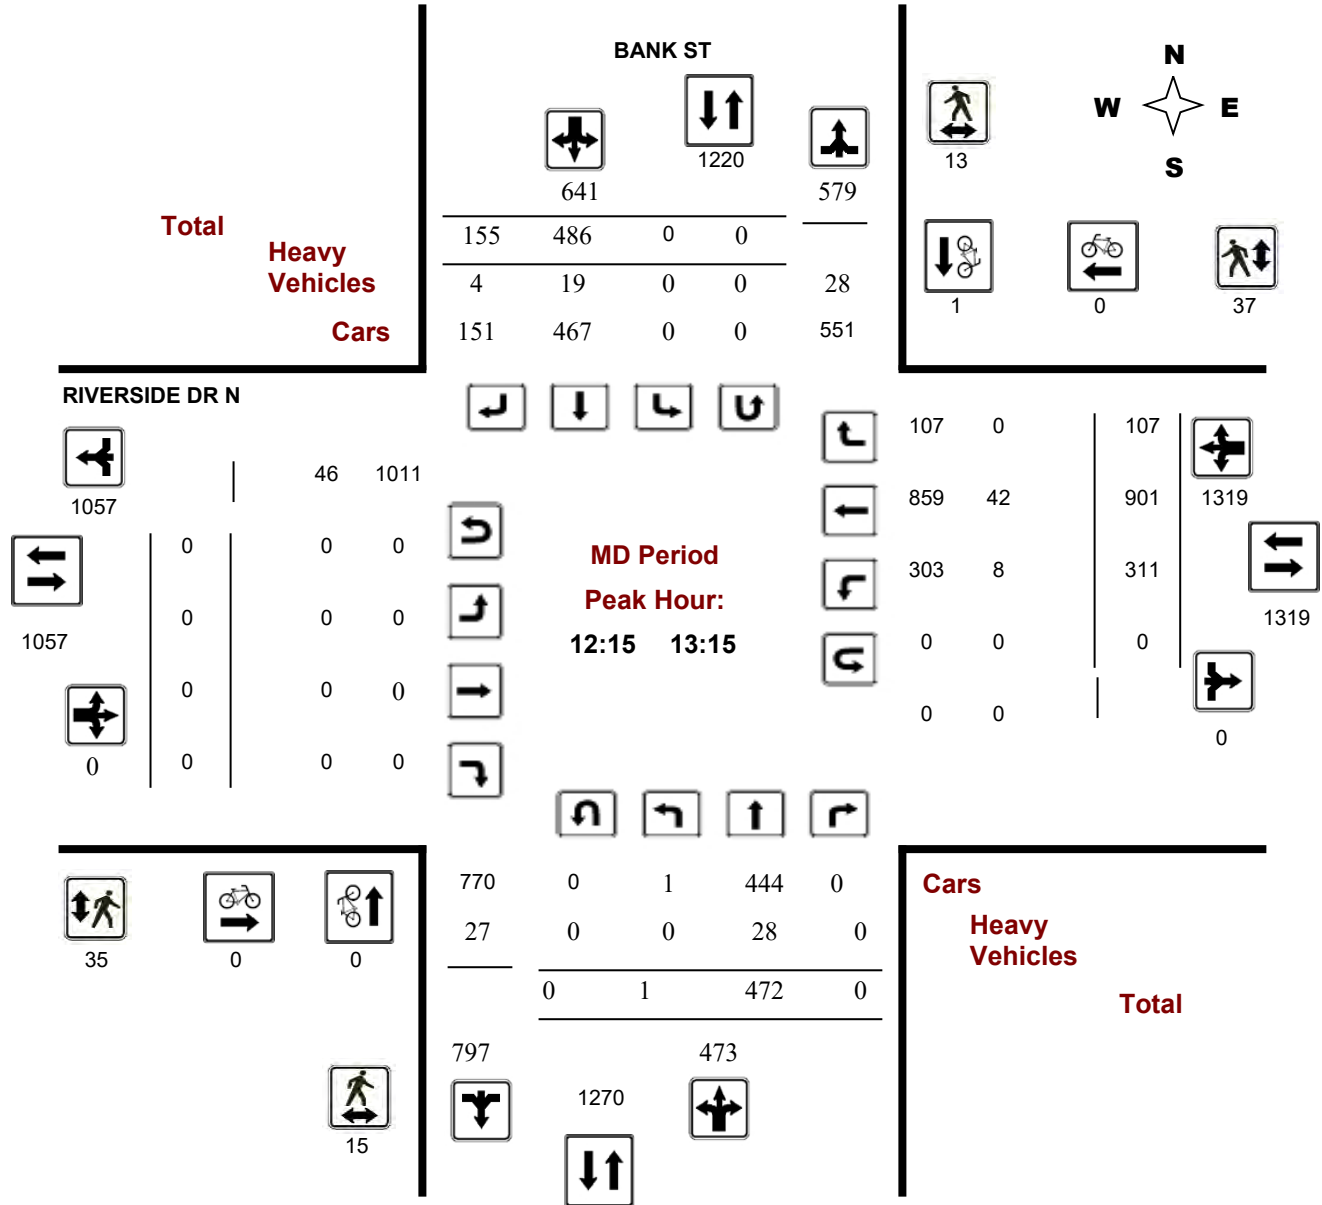 BANK ST
N
W E
S
1220
13
641
579
Total
155 486 0 0
Heavy
Vehicles
4 19 0 0 28
1 0 37
Cars
151 467 0 0 551
RIVERSIDE DR N
107 0 107
46 1011
1057
859 42 901 1319
0 0 0
MD Period
303 8 311
Peak Hour:
0 0 0
1319
1057
12:15 13:15
0 0 0
0 0 0
0 0
0
0 0 0
0
770 0 1 444 0
Cars
27 0 0 28 0
Heavy
Vehicles
35 0 0
0 1 472 0
Total
797 473
1270
15